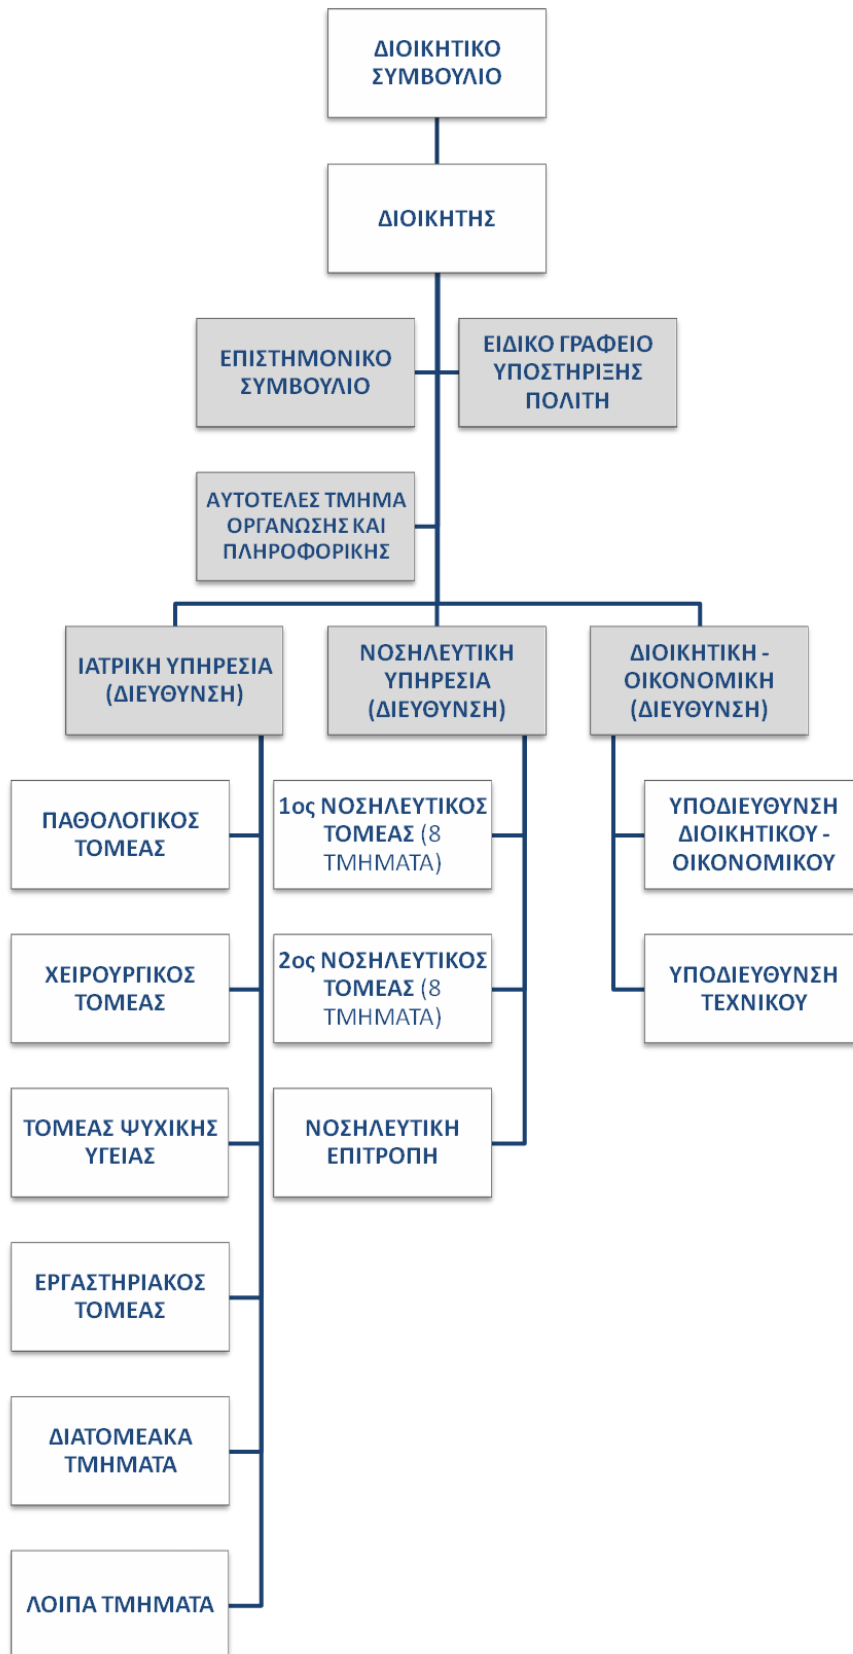 ΔΙΟΙΚΗΤΙΚΟ
ΣΥΜΒΟΥΛΙΟ
ΔΙΟΙΚΗΤΗΣ
ΕΠΙΣΤΗΜΟΝΙΚΟ
ΣΥΜΒΟΥΛΙΟ
ΕΙΔΙΚΟ ΓΡΑΦΕΙΟ
ΥΠΟΣΤΗΡΙΞΗΣ
ΠΟΛΙΤΗ
ΑΥΤΟΤΕΛΕΣ ΤΜΗΜΑ
ΟΡΓΑΝΩΣΗΣ ΚΑΙ
ΠΛΗΡΟΦΟΡΙΚΗΣ
ΙΑΤΡΙΚΗ ΥΠΗΡΕΣΙΑ
(ΔΙΕΥΘΥΝΣΗ)
ΠΑΘΟΛΟΓΙΚΟΣ
ΤΟΜΕΑΣ
ΧΕΙΡΟΥΡΓΙΚΟΣ
ΤΟΜΕΑΣ
ΤΟΜΕΑΣ ΨΥΧΙΚΗΣ
ΥΓΕΙΑΣ
ΕΡΓΑΣΤΗΡΙΑΚΟΣ
ΤΟΜΕΑΣ
ΔΙΑΤΟΜΕΑΚΑ
ΤΜΗΜΑΤΑ
ΛΟΙΠΑ ΤΜΗΜΑΤΑ
ΝΟΣΗΛΕΥΤΙΚΗ
ΥΠΗΡΕΣΙΑ
(ΔΙΕΥΘΥΝΣΗ)
1ος ΝΟΣΗΛΕΥΤΙΚΟΣ
ΤΟΜΕΑΣ (8
ΤΜΗΜΑΤΑ)
2ος ΝΟΣΗΛΕΥΤΙΚΟΣ
ΤΟΜΕΑΣ (8
ΤΜΗΜΑΤΑ)
ΝΟΣΗΛΕΥΤΙΚΗ
ΕΠΙΤΡΟΠΗ
ΔΙΟΙΚΗΤΙΚΗ -
ΟΙΚΟΝΟΜΙΚΗ
(ΔΙΕΥΘΥΝΣΗ)
ΥΠΟΔΙΕΥΘΥΝΣΗ
ΔΙΟΙΚΗΤΙΚΟΥ -
ΟΙΚΟΝΟΜΙΚΟΥ
ΥΠΟΔΙΕΥΘΥΝΣΗ
ΤΕΧΝΙΚΟΥ